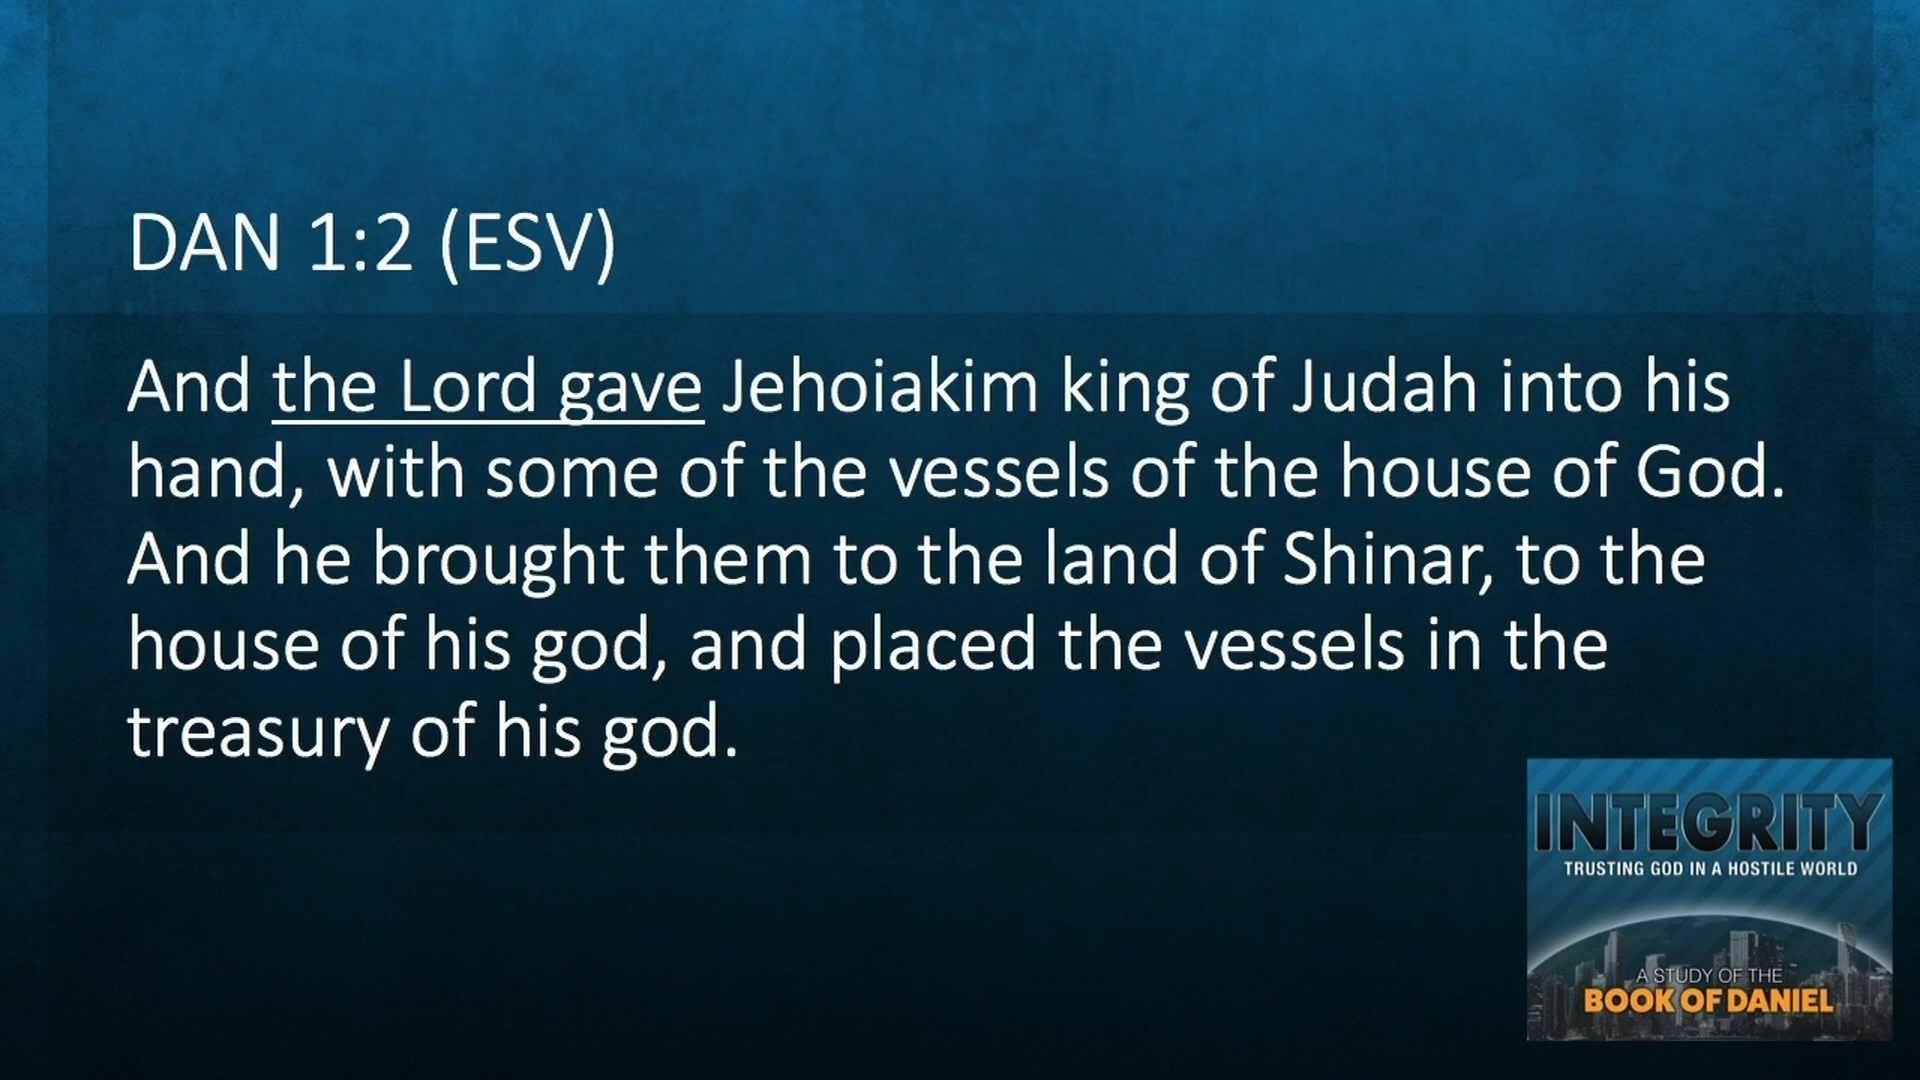 DAN 1:2 (ESV)
And the Lord gave Jehoiakim king of Judah into his
hand, with some of the vessels of the house of God.
And he brought them to the land of Shinar, to the
house of his god, and placed the vessels in the
treasury of his god.
INTEGRITY
TRUSTING GOD IN A HOSTILE WORLD
A STUDY OF THE
BOOK OF DANIEL